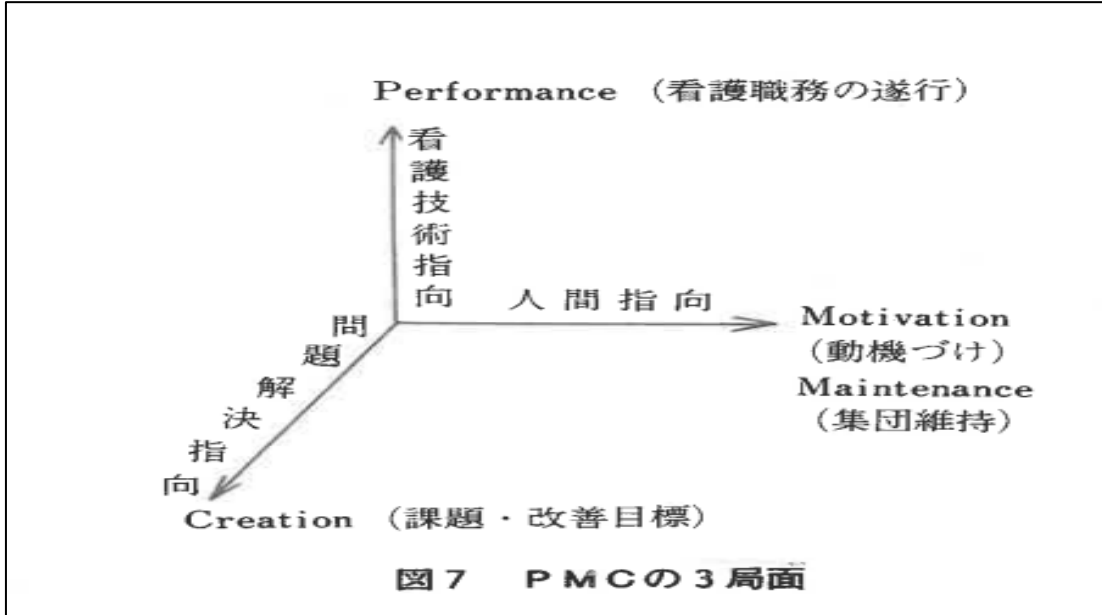 Performance (看護職務の遂行)
看護技術指向
人間指向
Motivation
(動機づけ)
Maintenance
(集団維持)
問題解決指向
Creation (課題・改善目標)
図7 PMCの3局面